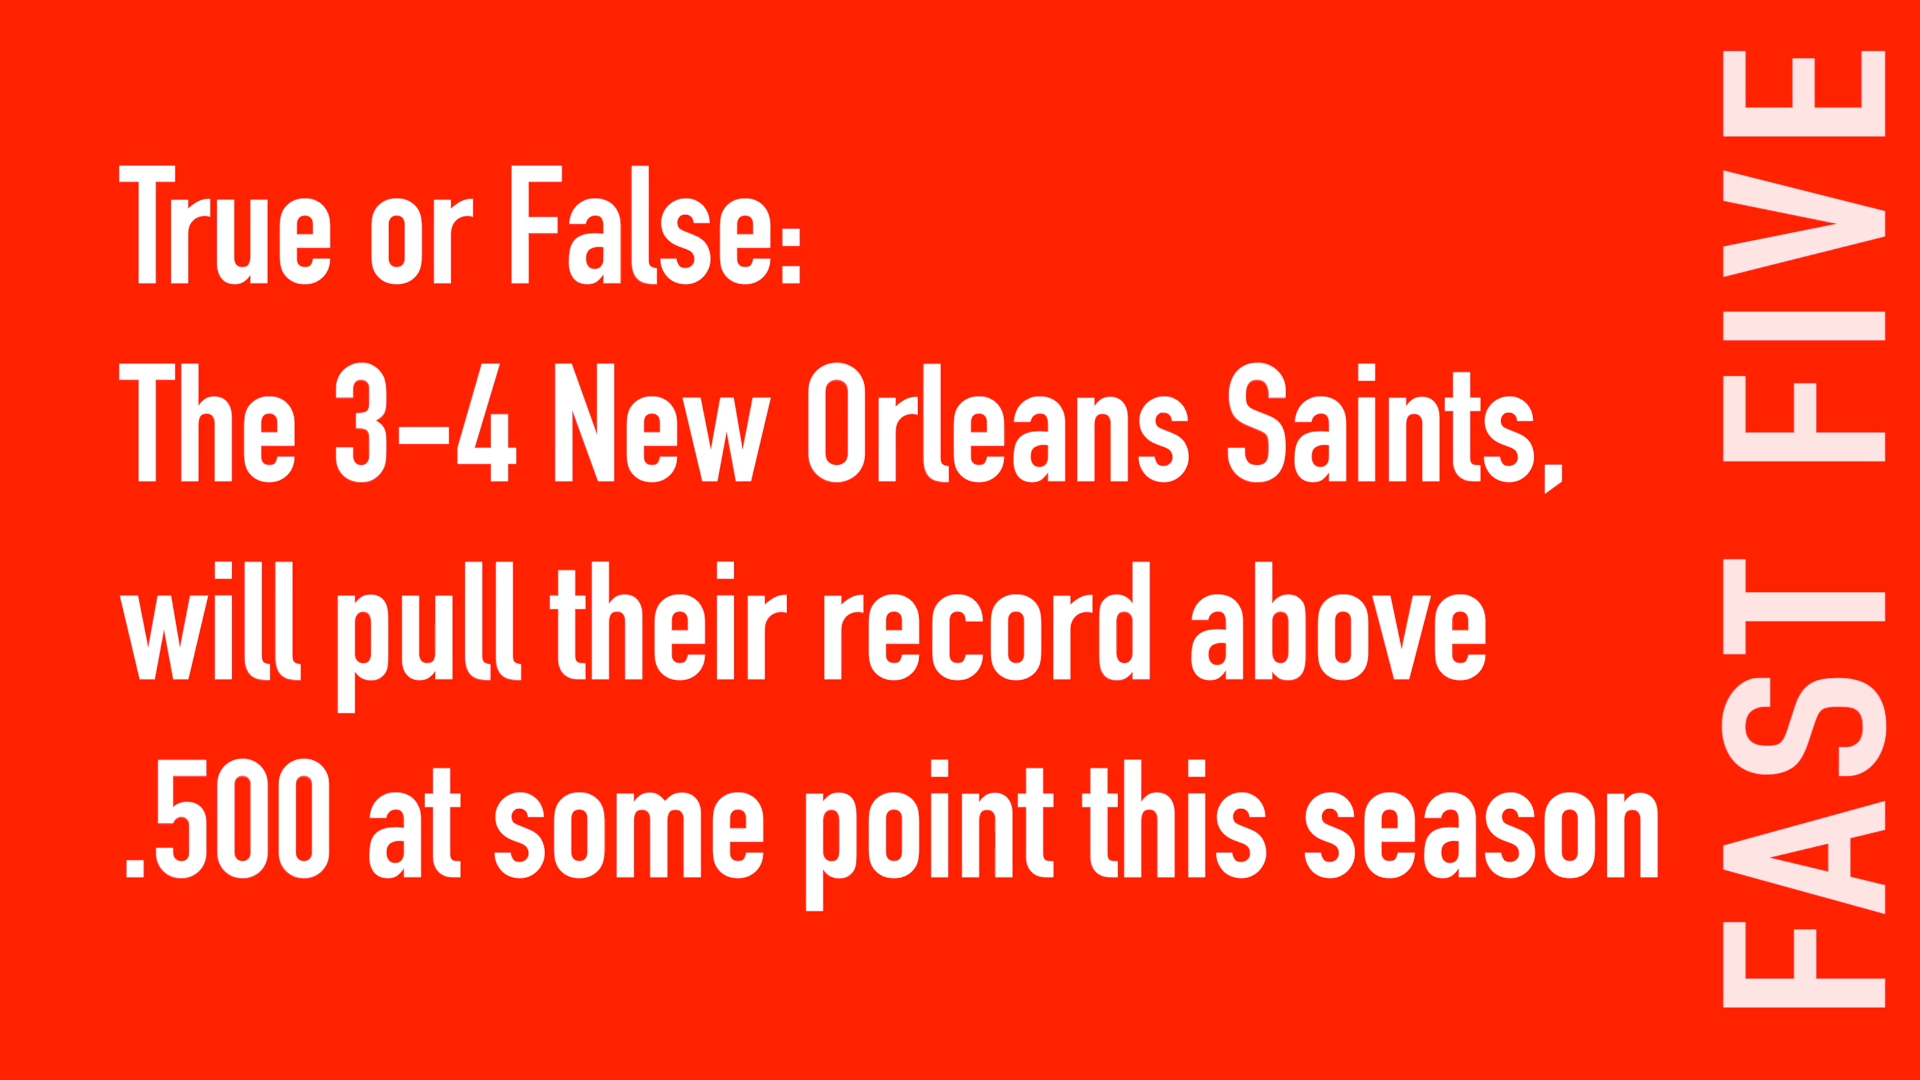 True or False:
The 3–4 New Orleans Saints,
will pull their record above
.500 at some point this season
FAST FIVE